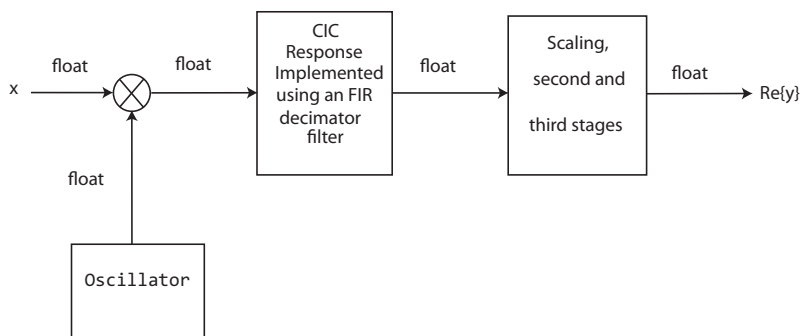 x
float
float
CIC
Response
Implemented
using an FIR
decimator
filter
float
Scaling,
second and
third stages
float
Re{y}
float
Oscillator